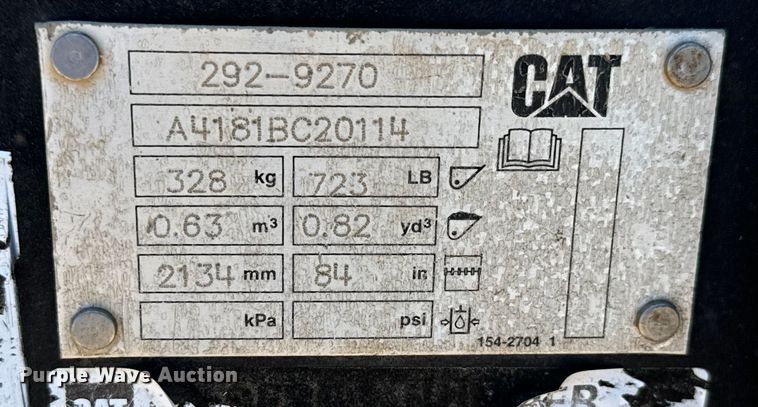 292-9270
CAT
A4181BC20114
328 kg 723 LB
0.63 m³ 0.82 yd³
2134 mm 84 in
kPa psi
154-2704 1
Purple Wave Auction
CAT